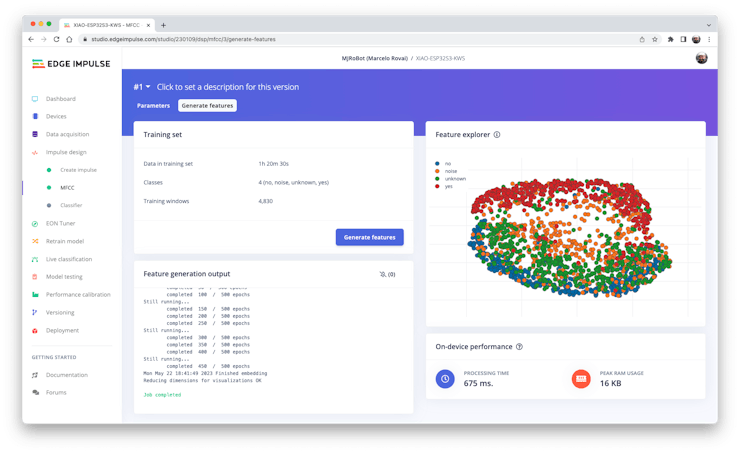 XIAO-ESP32S3-KWS - MFCC
studio.edgeimpulse.com/studio/230109/dsp/mfcc/3/generate-features
EDGE IMPULSE
MJRoBot (Marcelo Rovai) / XIAO-ESP32S3-KWS
Dashboard
Devices
Data acquisition
Impulse design
Create impulse
MFCC
Classifier
EON Tuner
Retrain model
Live classification
Model testing
Performance calibration
Versioning
Deployment
GETTING STARTED
Documentation
Forums
#1 Click to set a description for this version
Parameters Generate features
Training set
Data in training set 1h 20m 30s
Classes 4 (no, noise, unknown, yes)
Training windows 4,830
Generate features
Feature generation output (0)
completed 50 / 500 epochs
completed 100 / 500 epochs
Still running...
completed 150 / 500 epochs
completed 200 / 500 epochs
completed 250 / 500 epochs
Still running...
completed 300 / 500 epochs
completed 350 / 500 epochs
Still running...
completed 400 / 500 epochs
Still running...
completed 450 / 500 epochs
Mon May 22 18:41:49 2023 Finished embedding
Reducing dimensions for visualizations OK
Job completed
Feature explorer
no
noise
unknown
yes
On-device performance
PROCESSING TIME
675 ms.
PEAK RAM USAGE
16 KB